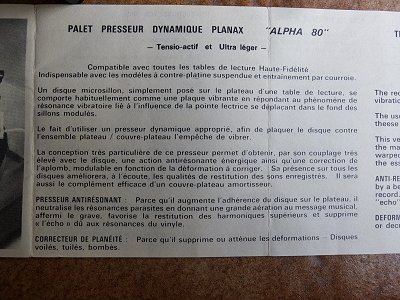 PALET PRESSEUR DYNAMIQUE PLANAX "ALPHA 80"
— Tensio-actif et Ultra léger —
Compatible avec toutes les tables de lecture Haute-Fidélité
Indispensable avec les modèles à contre-platine suspendue et entraînement par courroie.
Un disque microsillon, simplement posé sur le plateau d'une table de lecture, se
comporte habituellement comme une plaque vibrante en répondant au phénomène de
résonance vibratoire lié à l'influence de la pointe lectrice se déplaçant dans le fond des
sillons modulés.
Le fait d'utiliser un presseur dynamique approprié, afin de plaquer le disque contre
l'ensemble plateau / couvre-plateau l'empêche de vibrer.
La conception très particulière de ce presseur permet d'obtenir, par son couplage très
élevé avec le disque, une action antirésonante énergique ainsi qu'une correction de
l'aplomb, modulable en fonction de la déformation à corriger. Sa présence sur tous les
disques améliorera, à l'écoute, les qualités de restitution des sons enregistrés. Il sera
aussi le complément efficace d'un couvre-plateau amortisseur.
PRESSEUR ANTIRÉSONANT : Parce qu'il augmente l'adhérence du disque sur le plateau, il
neutralise les résonances parasites en donnant une grande aération au message musical,
affermi le grave, favorise la restitution des harmoniques supérieurs et supprime
« l'écho » dû aux résonances du vinyle.
CORRECTEUR DE PLANÉITÉ : Parce qu'il supprime ou atténue les déformations — Disques
voilés, tuilés, bombés.
The rec
vibratio
The use
these
This ve
the ma
warpe
the ess
ANTI-RE
by a be
record.
"echo"
DEFORM
or decr